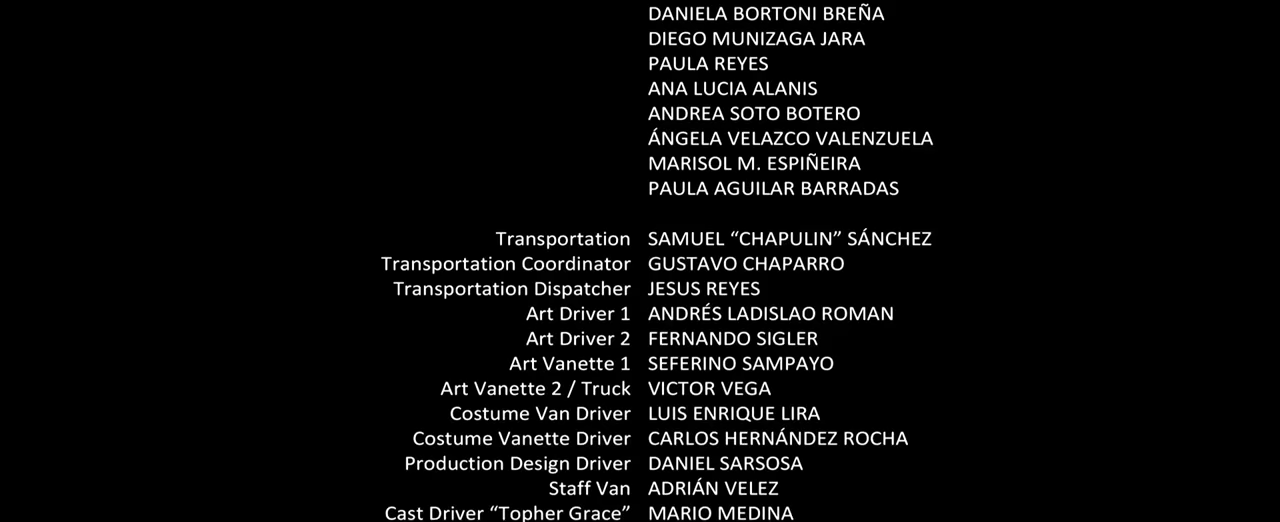 DANIELA BORTONI BREÑA
DIEGO MUNIZAGA JARA
PAULA REYES
ANA LUCIA ALANIS
ANDREA SOTO BOTERO
ÁNGELA VELAZCO VALENZUELA
MARISOL M. ESPIÑEIRA
PAULA AGUILAR BARRADAS
Transportation SAMUEL “CHAPULIN” SÁNCHEZ
Transportation Coordinator GUSTAVO CHAPARRO
Transportation Dispatcher JESUS REYES
Art Driver 1 ANDRÉS LADISLAO ROMAN
Art Driver 2 FERNANDO SIGLER
Art Vanette 1 SEFERINO SAMPAYO
Art Vanette 2 / Truck VICTOR VEGA
Costume Van Driver LUIS ENRIQUE LIRA
Costume Vanette Driver CARLOS HERNÁNDEZ ROCHA
Production Design Driver DANIEL SARSOSA
Staff Van ADRIÁN VELEZ
Cast Driver “Topher Grace” MARIO MEDINA